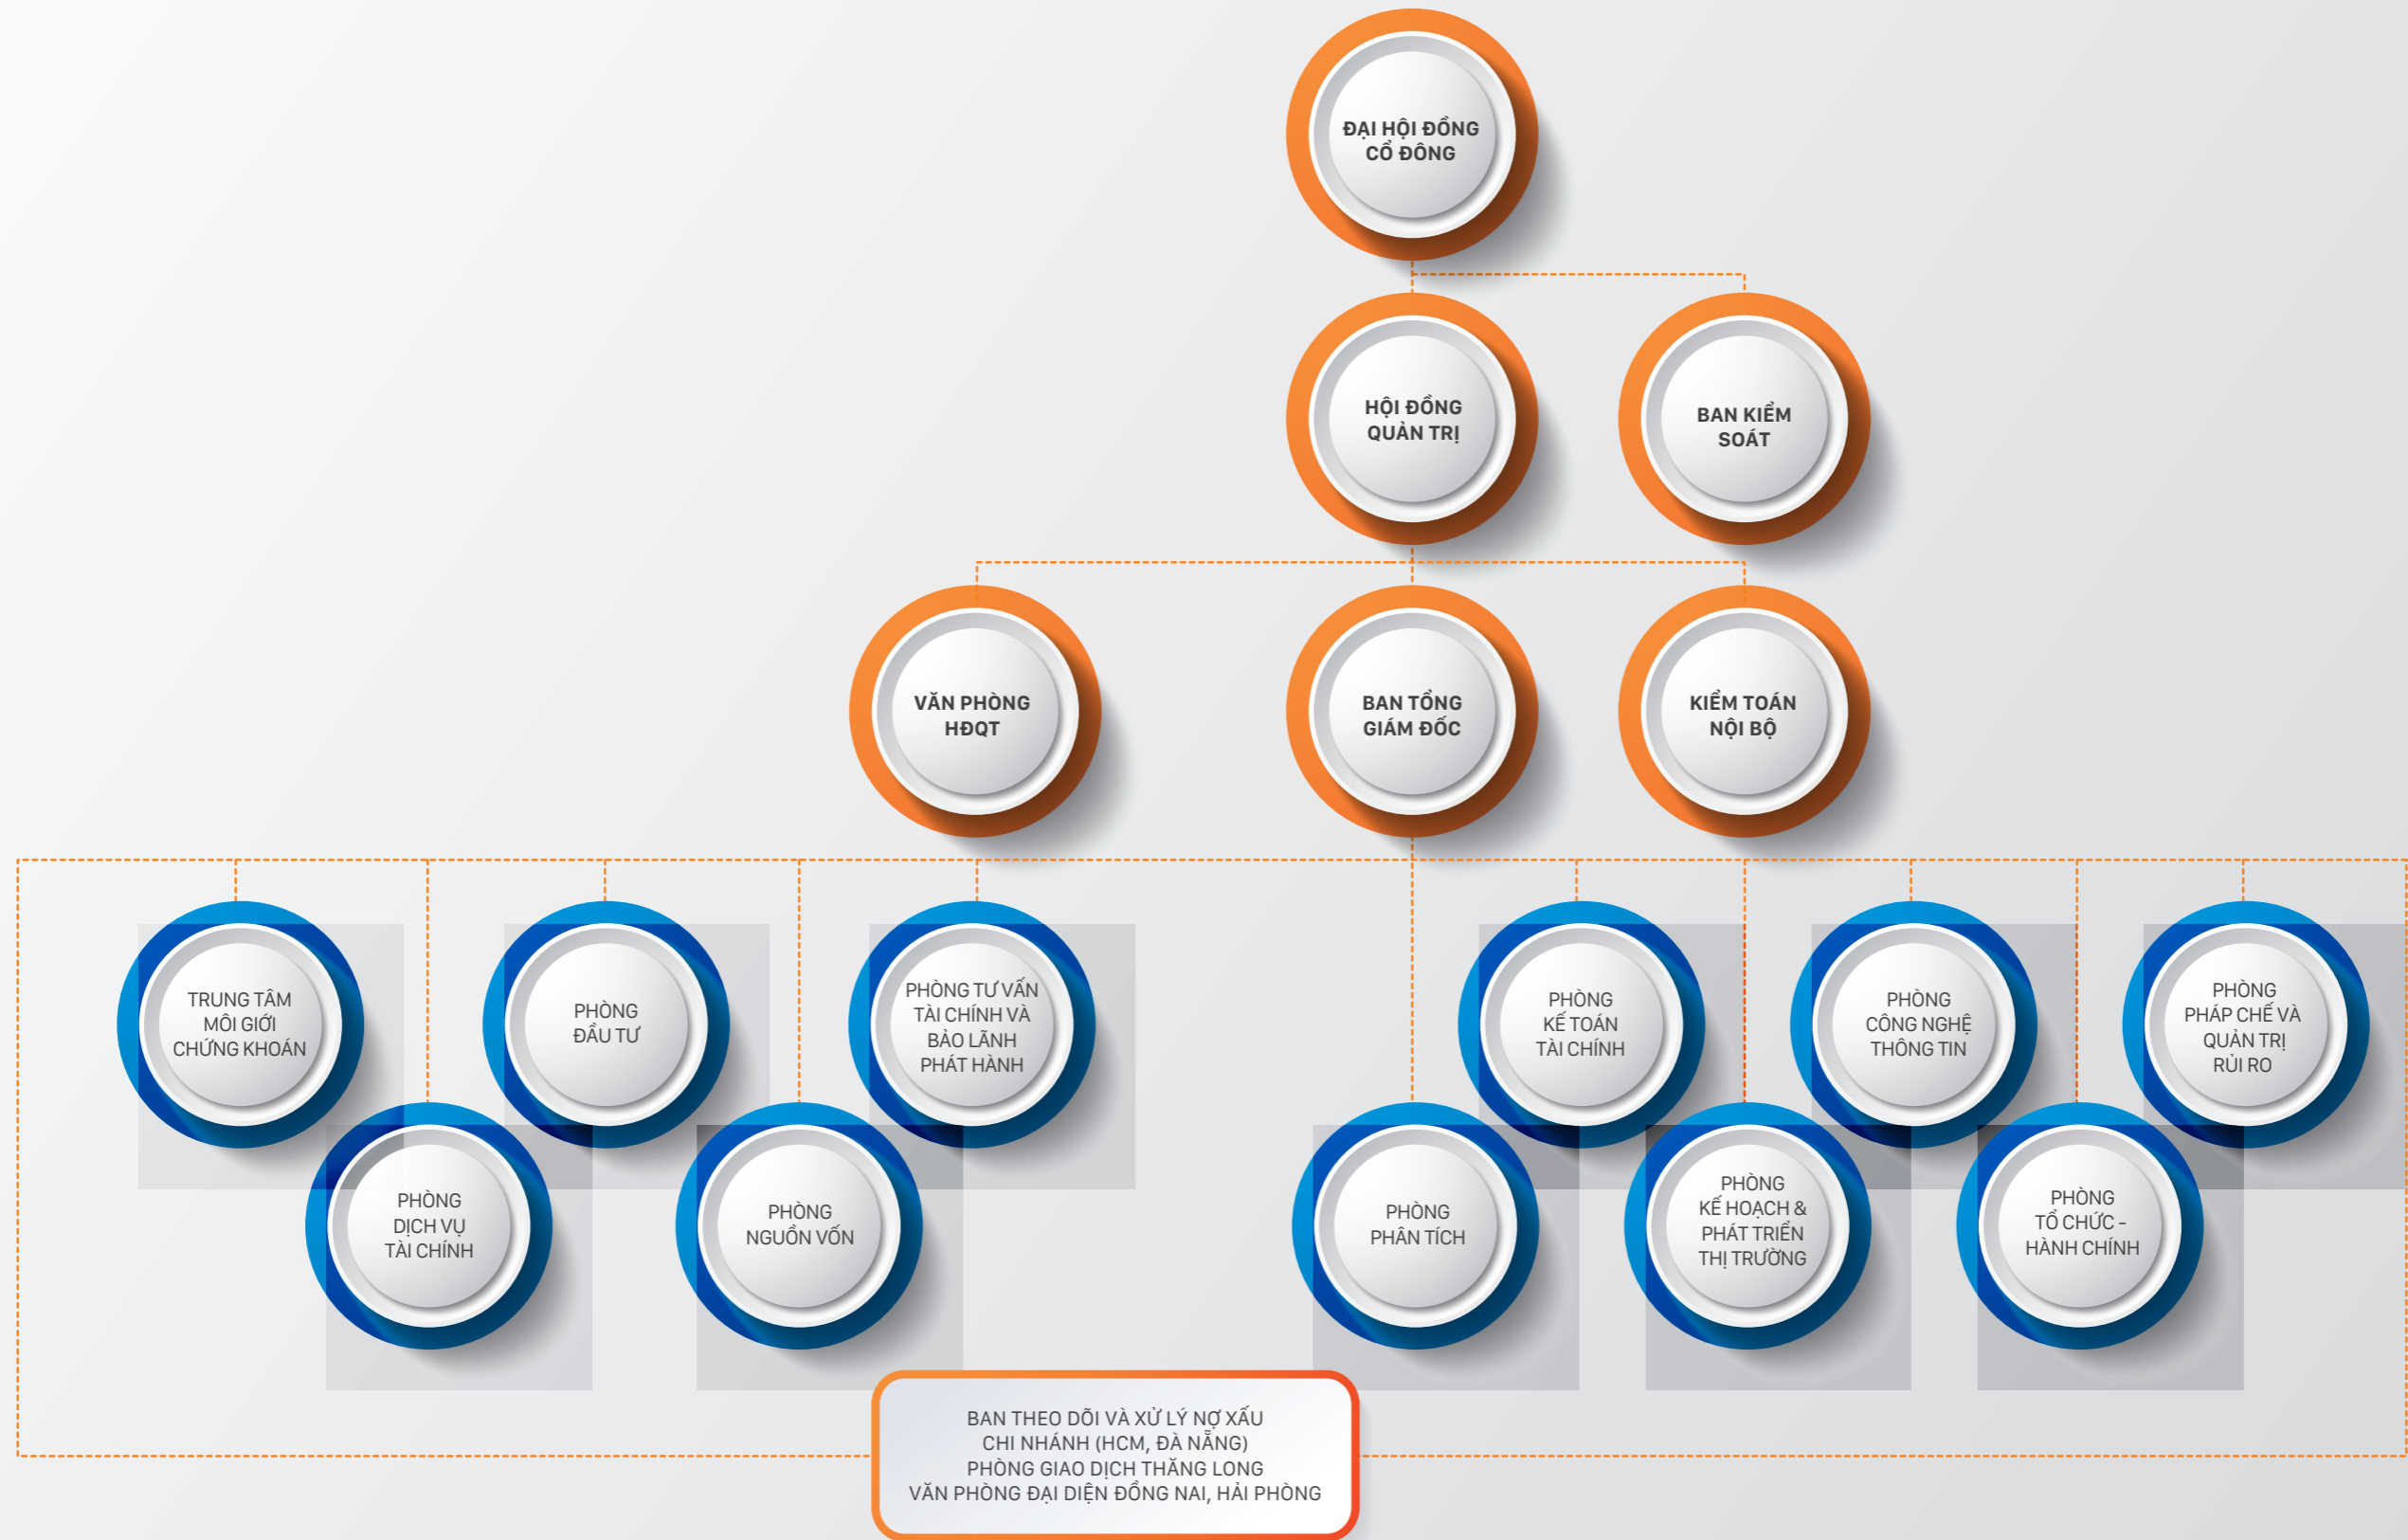 ĐẠI HỘI ĐỒNG
CỔ ĐÔNG
HỘI ĐỒNG
QUẢN TRỊ
BAN KIỂM
SOÁT
VĂN PHÒNG
HĐQT
BAN TỔNG
GIÁM ĐỐC
KIỂM TOÁN
NỘI BỘ
TRUNG TÂM
MÔI GIỚI
CHỨNG KHOÁN
PHÒNG
ĐẦU TƯ
PHÒNG TƯ VẤN
TÀI CHÍNH VÀ
BẢO LÃNH
PHÁT HÀNH
PHÒNG
KẾ TOÁN
TÀI CHÍNH
PHÒNG
CÔNG NGHỆ
THÔNG TIN
PHÒNG
PHÁP CHẾ VÀ
QUẢN TRỊ
RỦI RO
PHÒNG
DỊCH VỤ
TÀI CHÍNH
PHÒNG
NGUỒN VỐN
PHÒNG
PHÂN TÍCH
PHÒNG
KẾ HOẠCH &
PHÁT TRIỂN
THỊ TRƯỜNG
PHÒNG
TỔ CHỨC -
HÀNH CHÍNH
BAN THEO DÕI VÀ XỬ LÝ NỢ XẤU
CHI NHÁNH (HCM, ĐÀ NẴNG)
PHÒNG GIAO DỊCH THĂNG LONG
VĂN PHÒNG ĐẠI DIỆN ĐỒNG NAI, HẢI PHÒNG